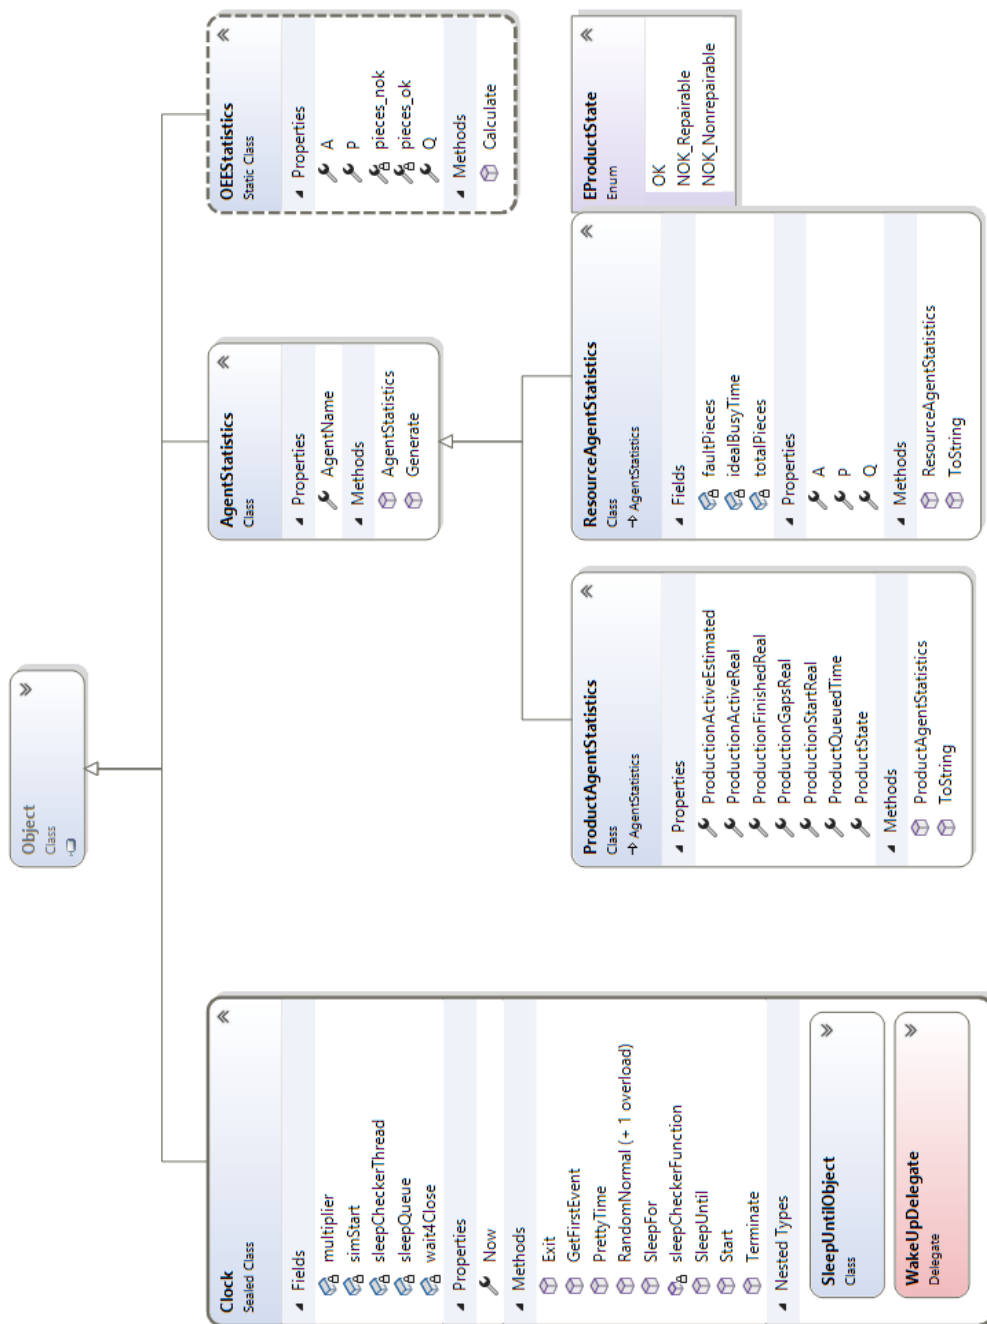 Object
Class
Clock
Sealed Class
Fields
multiplier
simStart
sleepCheckerThread
sleepQueue
wait4Close
Properties
Now
Methods
Exit
GetFirstEvent
PrettyTime
RandomNormal (+ 1 overload)
SleepFor
sleepCheckerFunction
SleepUntil
Start
Terminate
Nested Types
SleepUntilObject
Class
WakeUpDelegate
Delegate
AgentStatistics
Class
Properties
AgentName
Methods
AgentStatistics
Generate
OEEStatistics
Static Class
Properties
A
P
pieces_nok
pieces_ok
Q
Methods
Calculate
ProductAgentStatistics
Class
AgentStatistics
Properties
ProductionActiveEstimated
ProductionActiveReal
ProductionFinishedReal
ProductionGapsReal
ProductionStartReal
ProductQueuedTime
ProductState
Methods
ProductAgentStatistics
ToString
ResourceAgentStatistics
Class
AgentStatistics
Fields
faultPieces
idealBusyTime
totalPieces
Properties
A
P
Q
Methods
ResourceAgentStatistics
ToString
EProductState
Enum
OK
NOK_Repairable
NOK_Nonrepairable